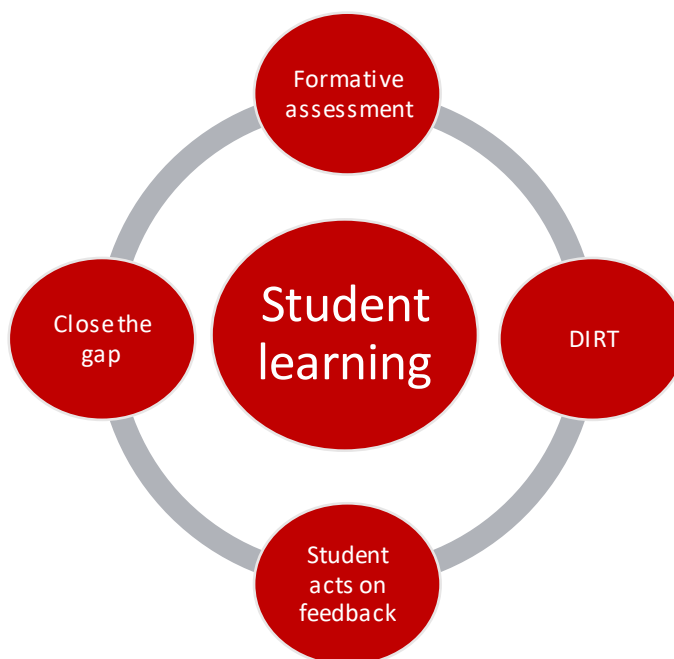 Formative
assessment
Close the
gap
Student
learning
DIRT
Student
acts on
feedback